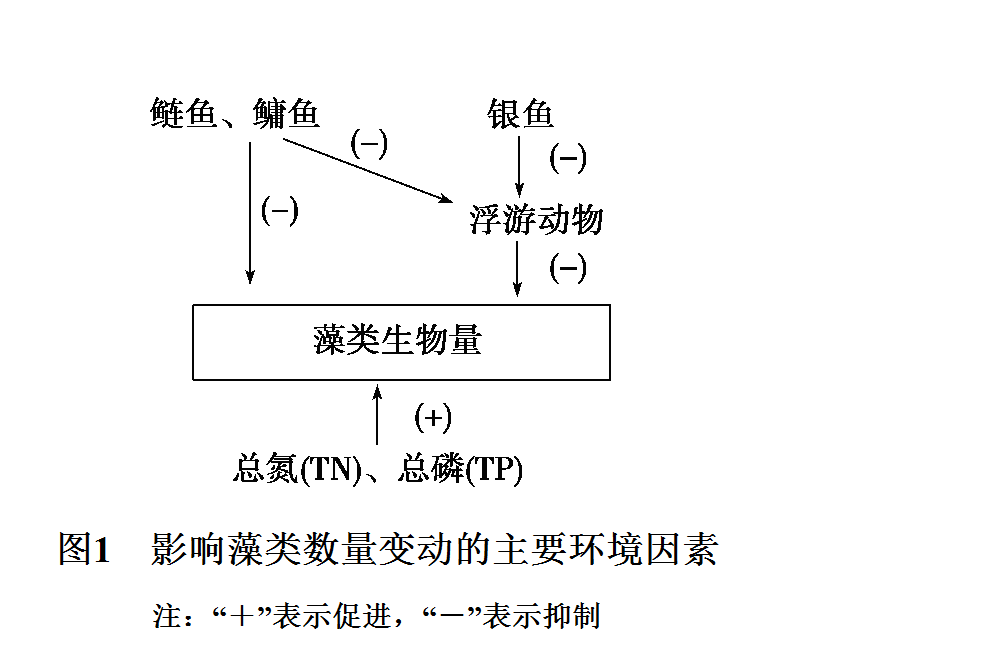 鲢鱼、鳙鱼
银鱼
(−)
(−)
(−)
浮游动物
(−)
藻类生物量
(+)
总氮(TN)、总磷(TP)
图1 影响藻类数量变动的主要环境因素
注：“＋”表示促进，“－”表示抑制